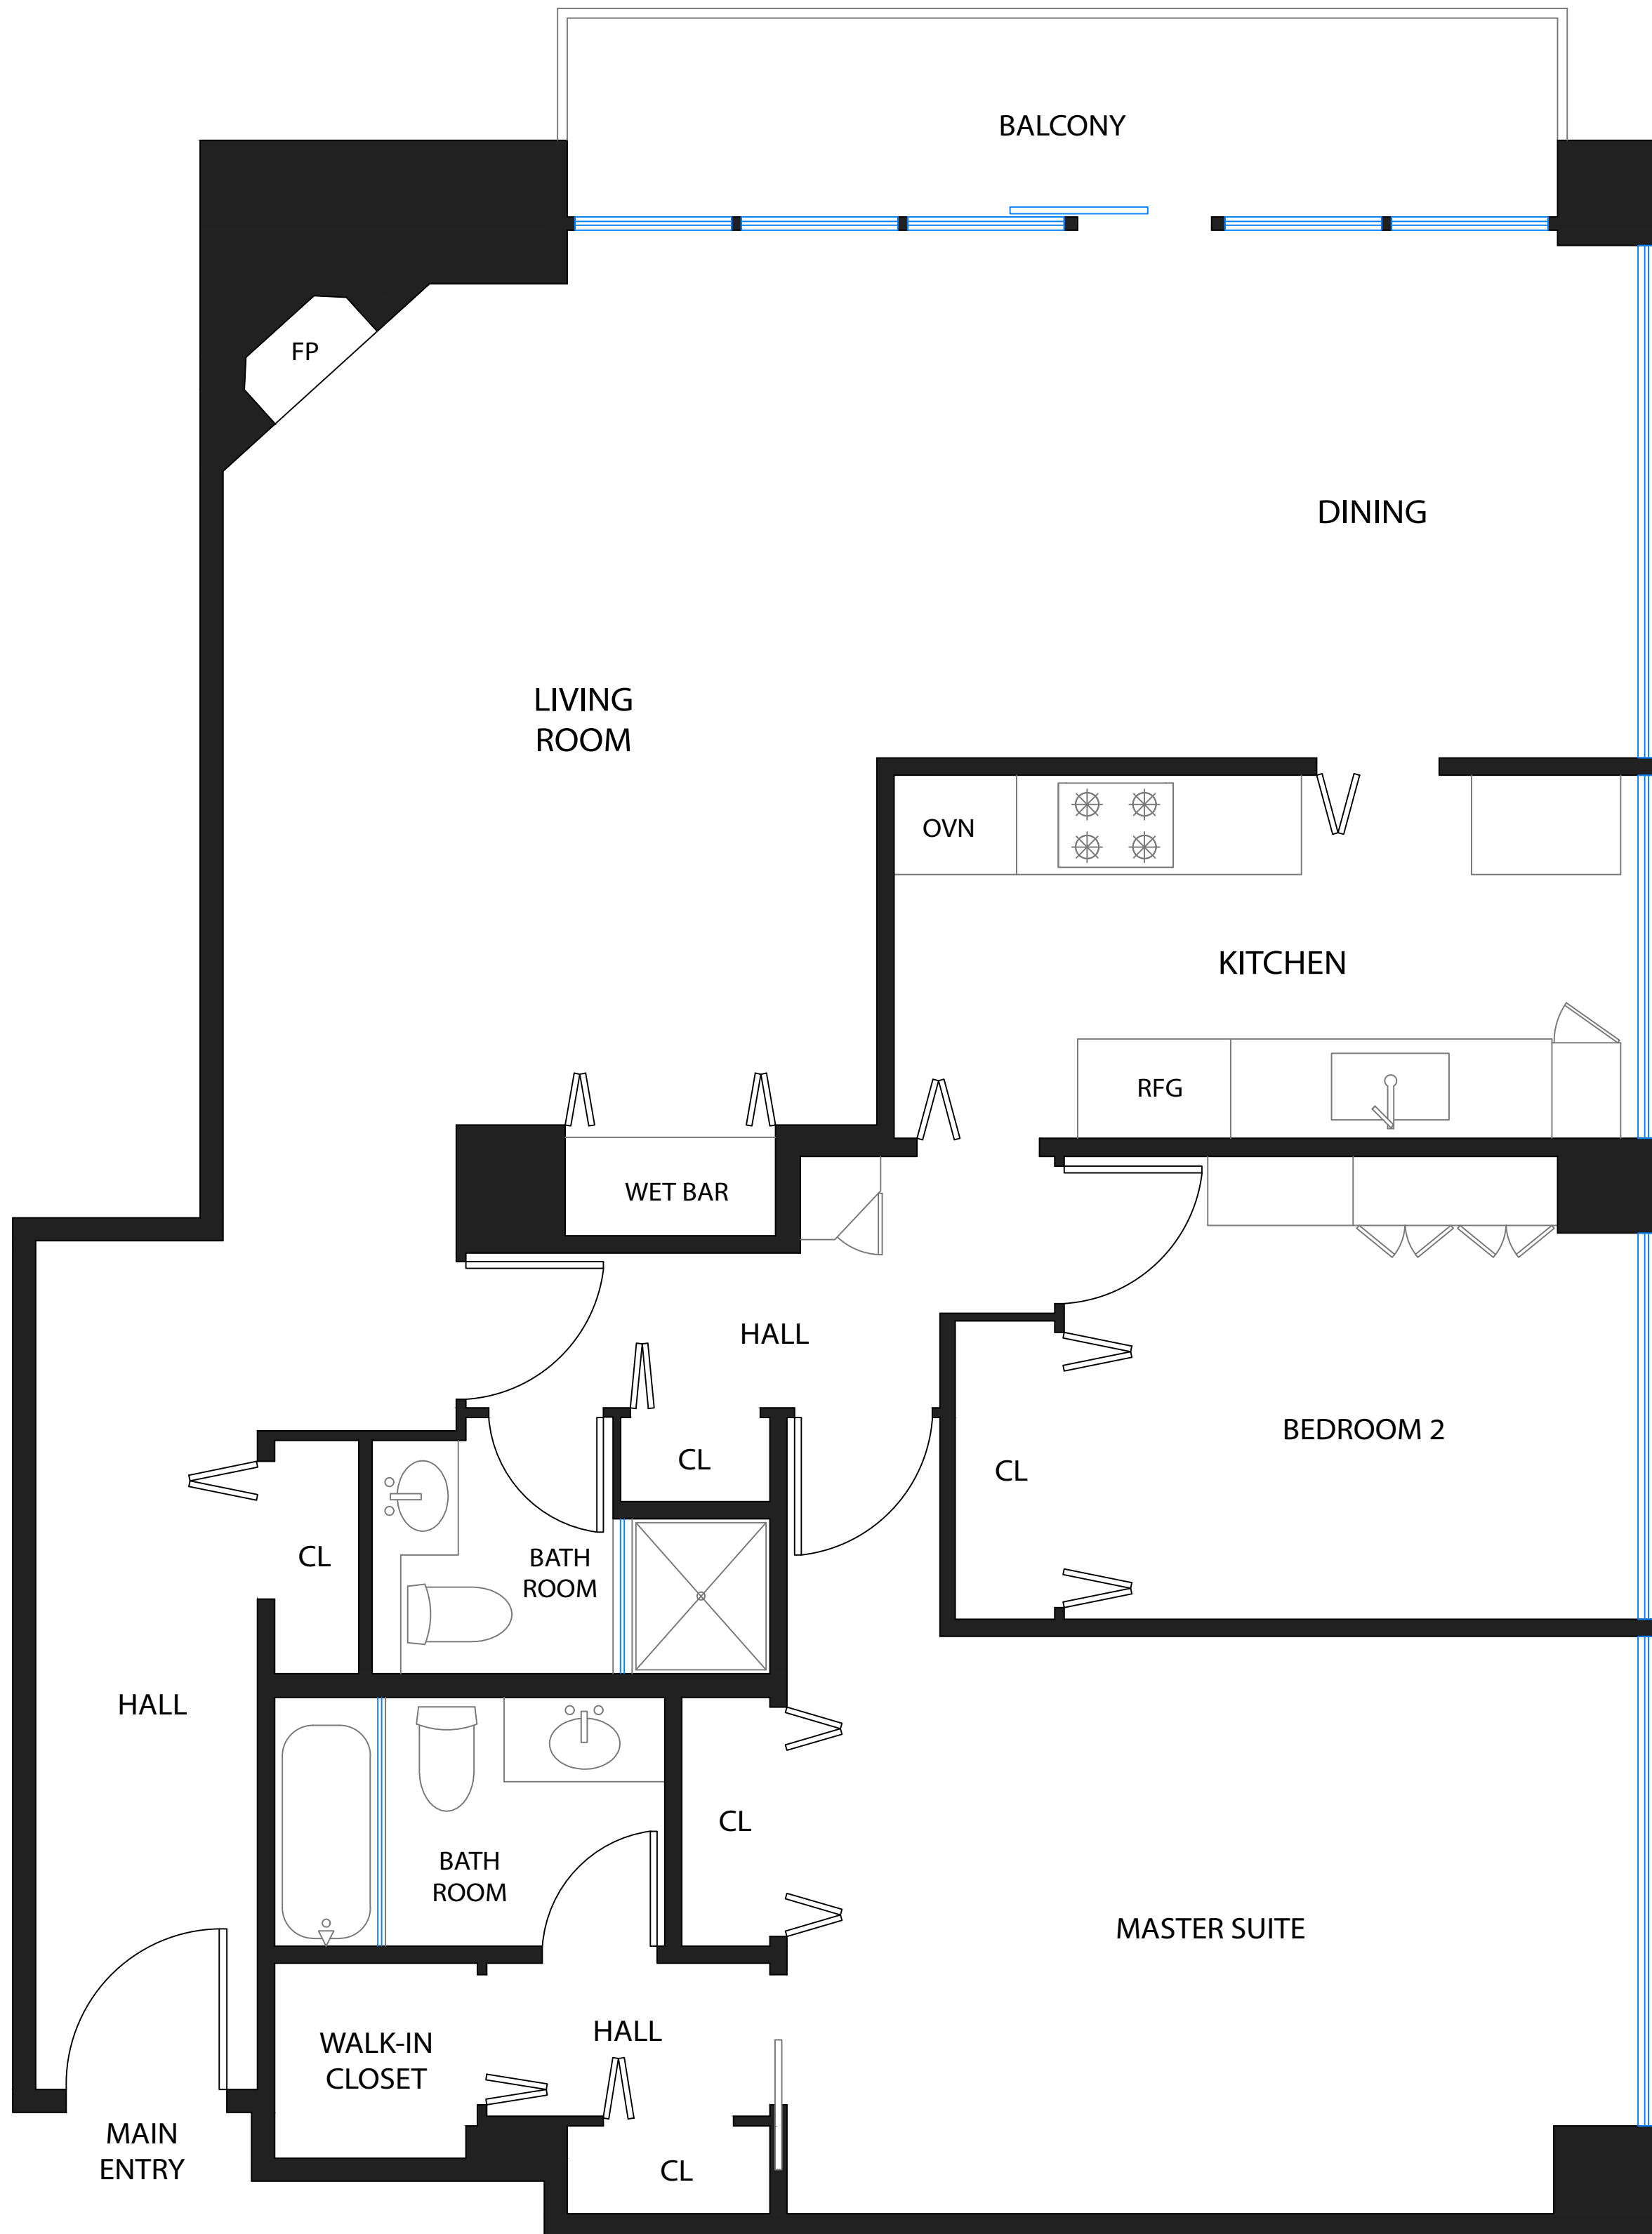 BALCONY
FP
DINING
LIVING
ROOM
OVN
KITCHEN
RFG
WET BAR
HALL
BEDROOM 2
CL
CL
CL
BATH
ROOM
HALL
CL
BATH
ROOM
MASTER SUITE
HALL
WALK-IN
CLOSET
MAIN
ENTRY
CL